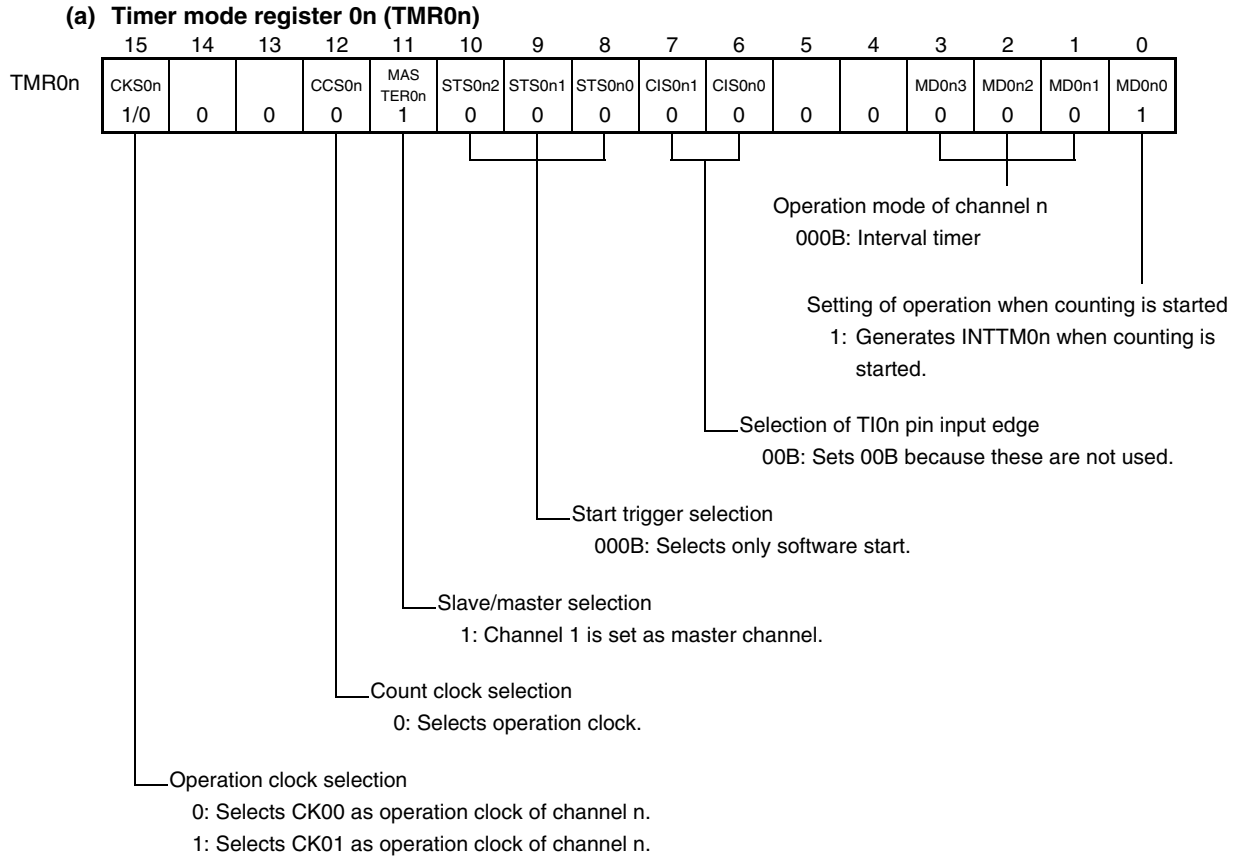 (a) Timer mode register 0n (TMR0n)
15 14 13 12 11 10 9 8 7 6 5 4 3 2 1 0
TMR0n CKS0n CCS0n MAS TER0n STS0n2 STS0n1 STS0n0 CIS0n1 CIS0n0 MD0n3 MD0n2 MD0n1 MD0n0
1/0 0 0 0 1 0 0 0 0 0 0 0 0 0 0 1
Operation mode of channel n
000B: Interval timer
Setting of operation when counting is started
1: Generates INTTM0n when counting is
started.
Selection of TI0n pin input edge
00B: Sets 00B because these are not used.
Start trigger selection
000B: Selects only software start.
Slave/master selection
1: Channel 1 is set as master channel.
Count clock selection
0: Selects operation clock.
Operation clock selection
0: Selects CK00 as operation clock of channel n.
1: Selects CK01 as operation clock of channel n.